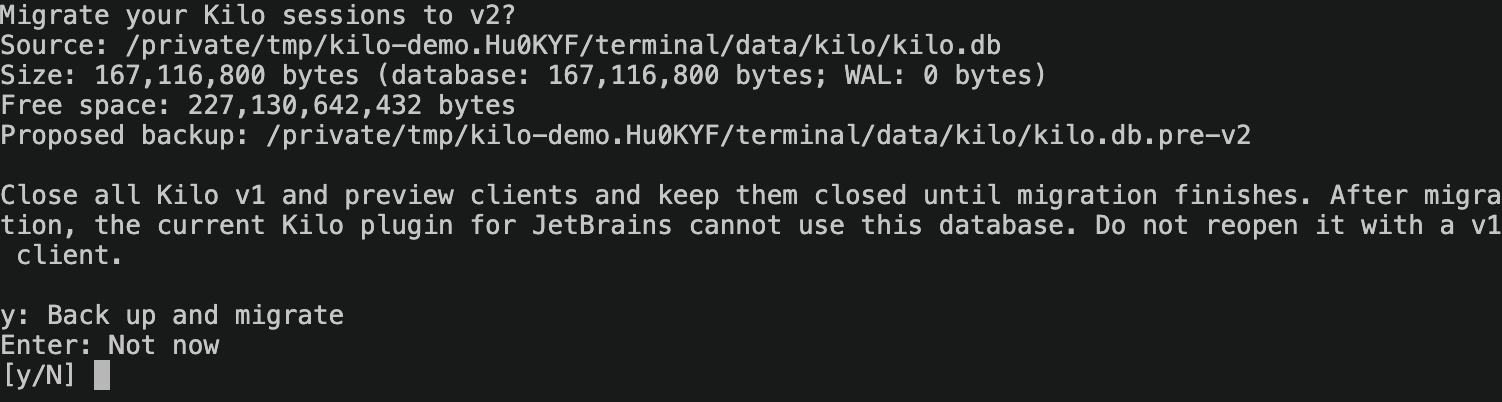 Migrate your Kilo sessions to v2?
Source: /private/tmp/kilo-demo.Hu0KYF/terminal/data/kilo/kilo.db
Size: 167,116,800 bytes (database: 167,116,800 bytes; WAL: 0 bytes)
Free space: 227,130,642,432 bytes
Proposed backup: /private/tmp/kilo-demo.Hu0KYF/terminal/data/kilo/kilo.db.pre-v2
Close all Kilo v1 and preview clients and keep them closed until migration finishes. After migra
tion, the current Kilo plugin for JetBrains cannot use this database. Do not reopen it with a v1
 client.
y: Back up and migrate
Enter: Not now
[y/N]